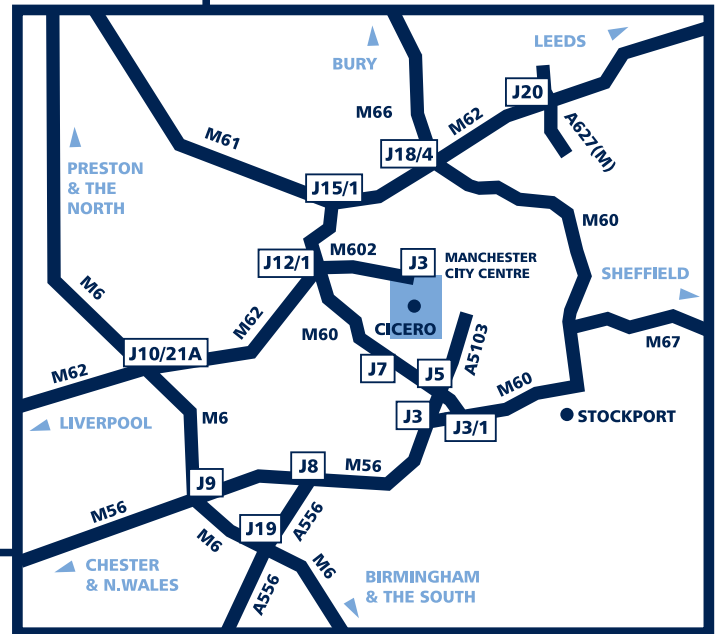 LEEDS
BURY
J20
M66
M62
A627(M)
M61
J18/4
PRESTON
& THE
NORTH
J15/1
M60
M602
J3
MANCHESTER
CITY CENTRE
J12/1
SHEFFIELD
M6
M62
CICERO
M60
M67
A5103
J10/21A
J7
J5
M62
M60
M6
J3
J3/1
STOCKPORT
LIVERPOOL
J8
M56
J9
M56
A556
J19
M6
M6
CHESTER
& N.WALES
A556
BIRMINGHAM
& THE SOUTH